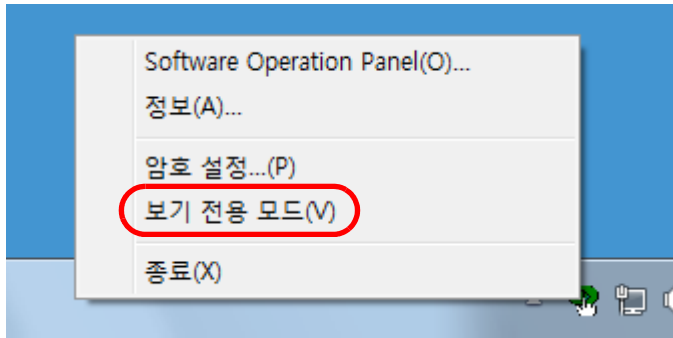 Software Operation Panel(O)...
정보(A)...
암호 설정...(P)
보기 전용 모드(V)
종료(X)